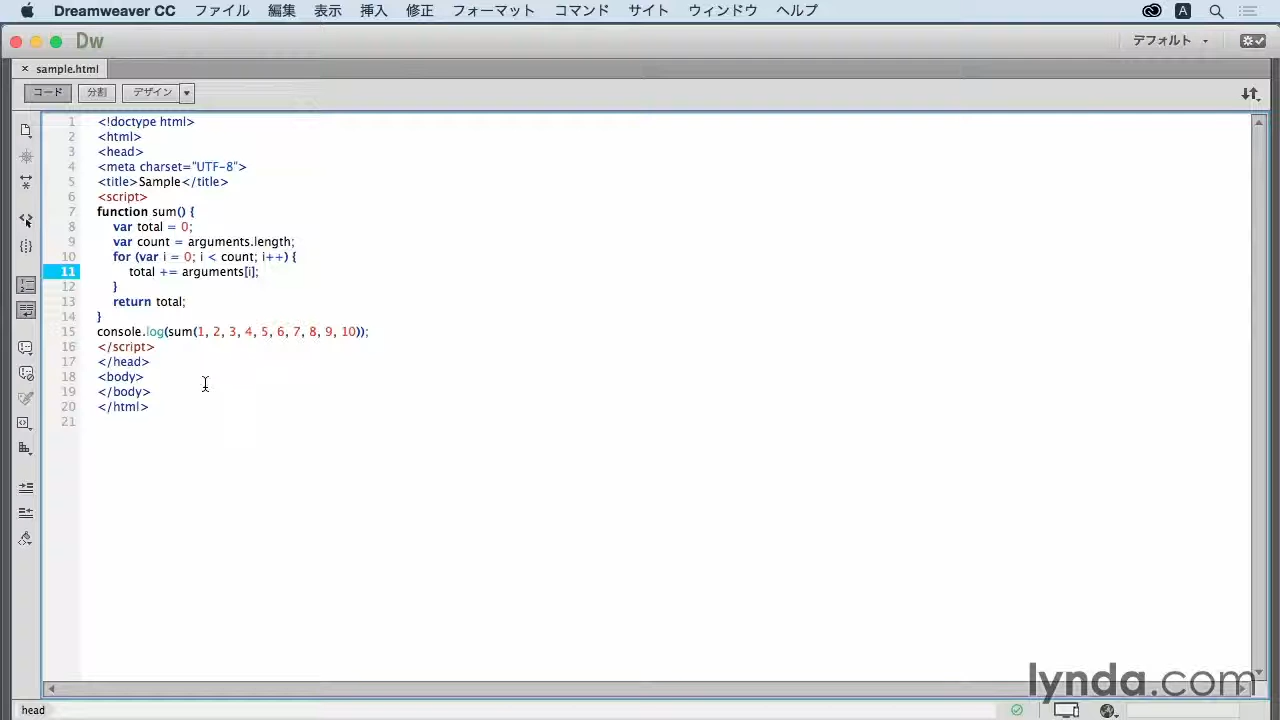 Dreamweaver CC ファイル 編集 表示 挿入 修正 フォーマット コマンド サイト ウィンドウ ヘルプ A
Dw デフォルト
× sample.html
コード 分割 デザイン
1 <!doctype html>
2 <html>
3 <head>
4 <meta charset="UTF-8">
5 <title>Sample</title>
6 <script>
7 function sum() {
8 var total = 0;
9 var count = arguments.length;
10 for (var i = 0; i < count; i++) {
11 total += arguments[i];
12 }
13 return total;
14 }
15 console.log(sum(1, 2, 3, 4, 5, 6, 7, 8, 9, 10));
16 </script>
17 </head>
18 <body>
19 </body>
20 </html>
21
lynda.com
head